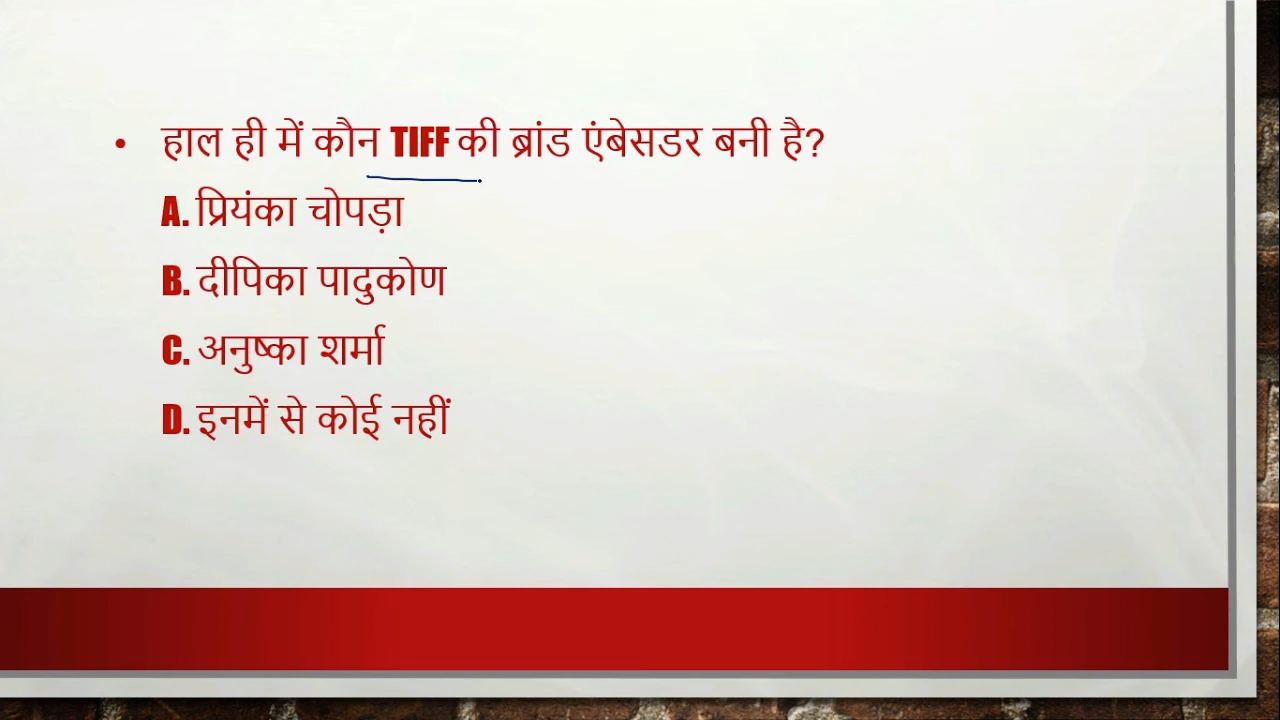 • हाल ही में कौन TIFF की ब्रांड एंबेसडर बनी है?
A. प्रियंका चोपड़ा
B. दीपिका पादुकोण
C. अनुष्का शर्मा
D. इनमें से कोई नहीं